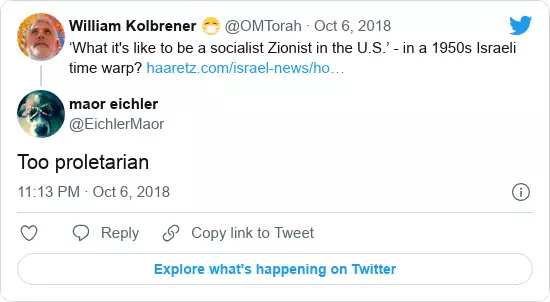 William Kolbrener 😷 @OMTorah · Oct 6, 2018
‘What it's like to be a socialist Zionist in the U.S.’ - in a 1950s Israeli
time warp? haaretz.com/israel-news/ho…
maor eichler
@EichlerMaor
Too proletarian
11:13 PM · Oct 6, 2018
Reply
Copy link to Tweet
Explore what's happening on Twitter